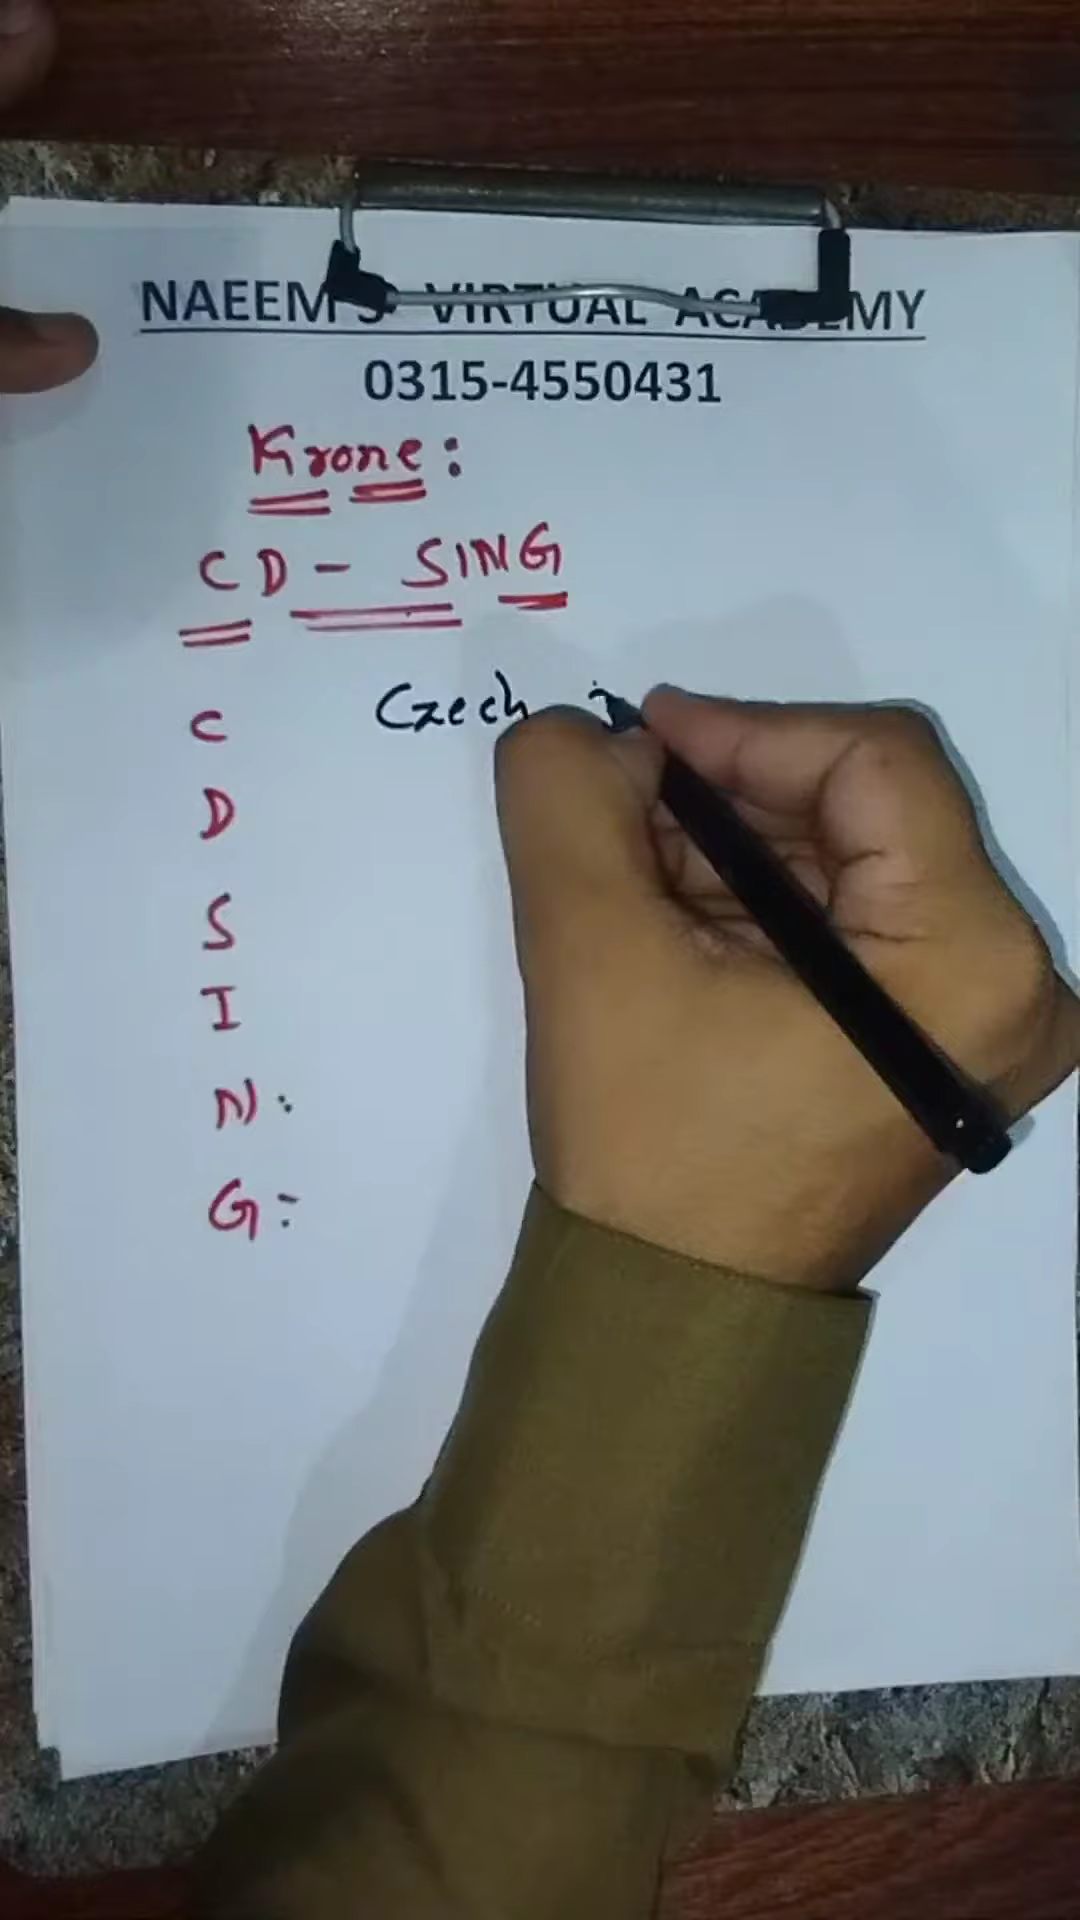 NAEEM'S VIRTUAL ACADEMY
0315-4550431
Krone:
CD - SING
C Czech
D
S
I
N:
G: